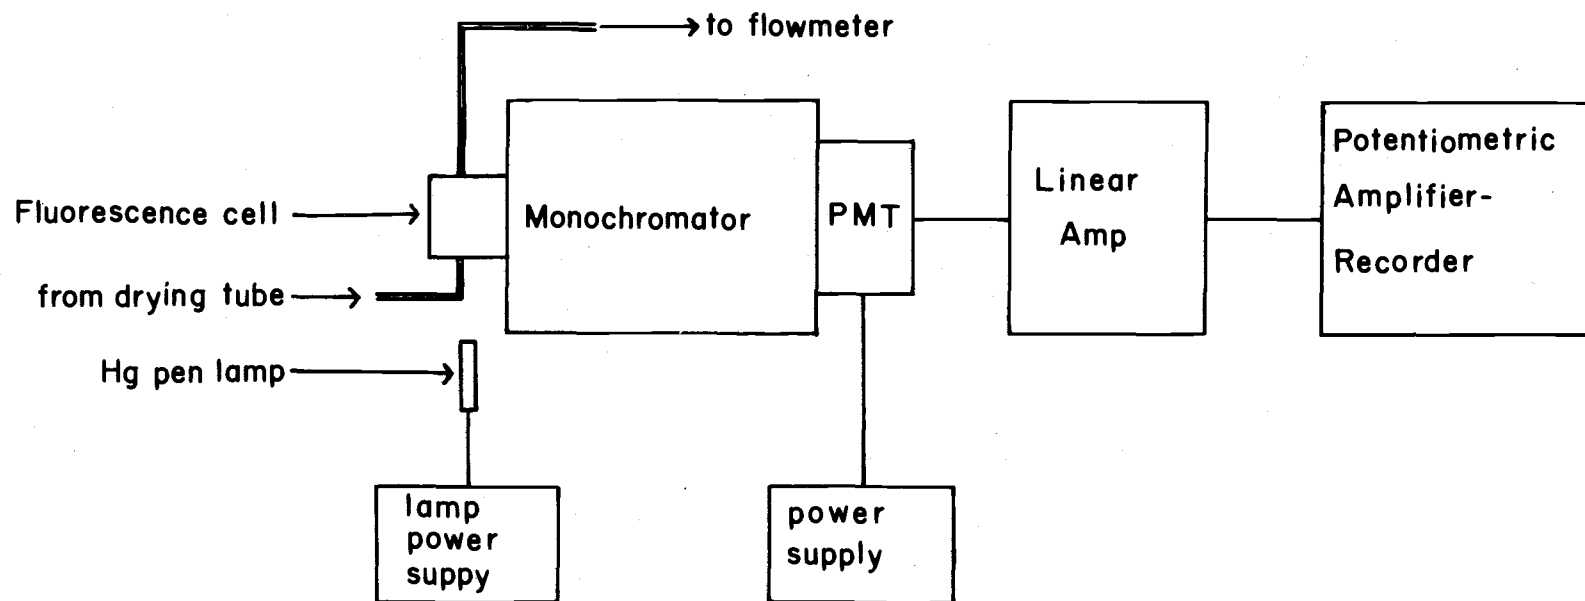 to flowmeter
Fluorescence cell
from drying tube
Hg pen lamp
Monochromator
PMT
Linear
Amp
Potentiometric
Amplifier-
Recorder
lamp
power
suppy
power
supply